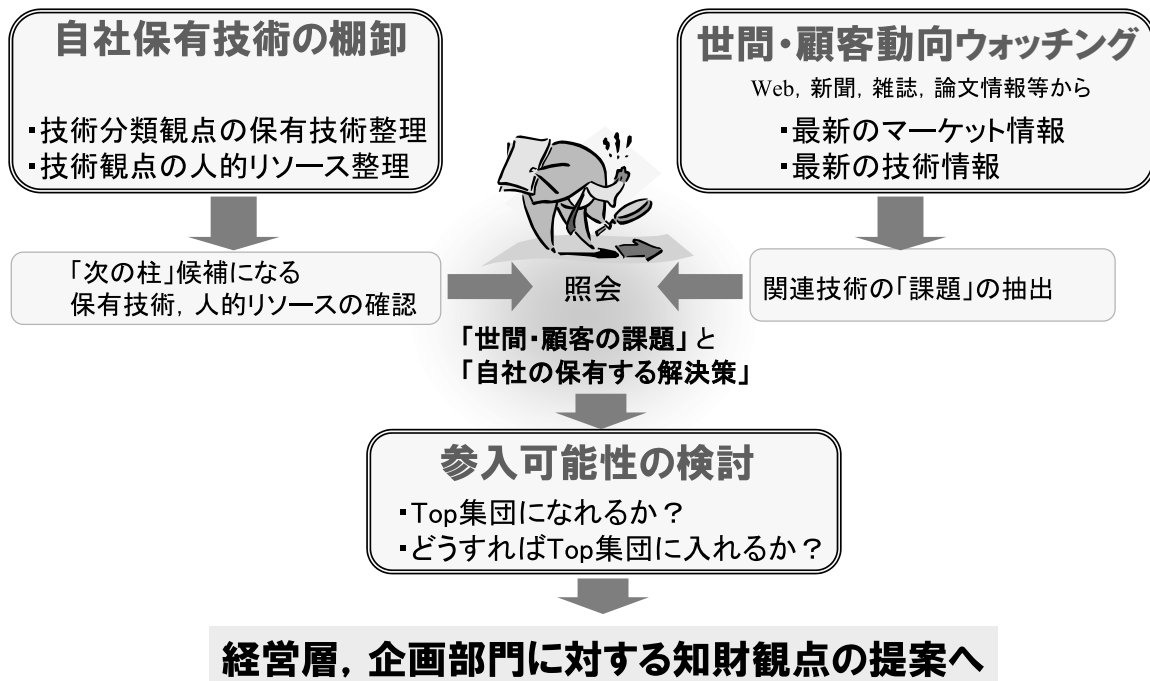 自社保有技術の棚卸
・技術分類観点の保有技術整理
・技術観点の人的リソース整理
世間・顧客動向ウォッチング
Web, 新聞, 雑誌, 論文情報等から
・最新のマーケット情報
・最新の技術情報
「次の柱」候補になる
保有技術, 人的リソースの確認
照会
関連技術の「課題」の抽出
「世間・顧客の課題」と
「自社の保有する解決策」
参入可能性の検討
・Top集団になれるか？
・どうすればTop集団に入れるか？
経営層, 企画部門に対する知財観点の提案へ